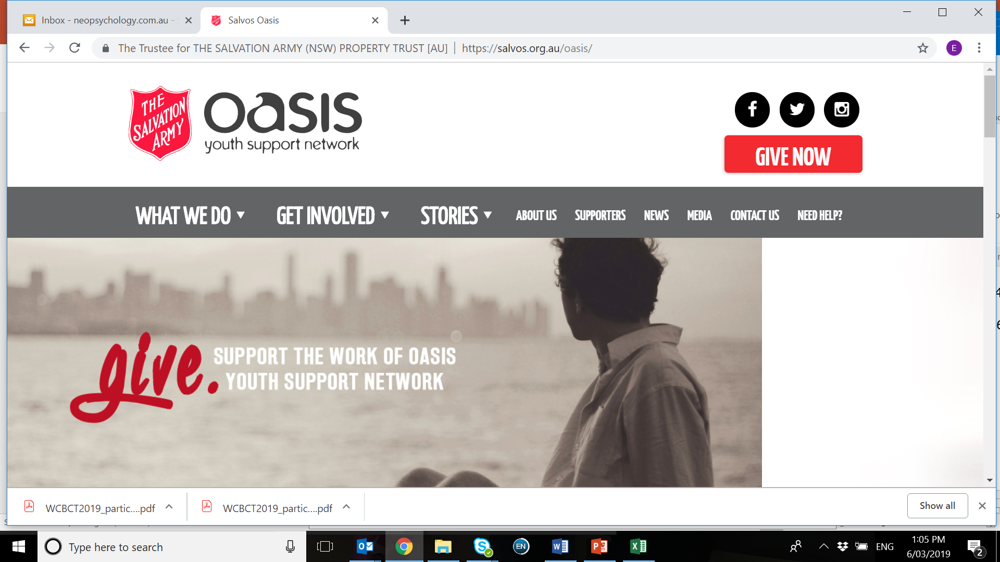 Inbox - neopsychology.com.au -
Salvos Oasis
The Trustee for THE SALVATION ARMY (NSW) PROPERTY TRUST [AU]
https://salvos.org.au/oasis/
E
THE
SALVATION
ARMY
oasis
youth support network
GIVE NOW
WHAT WE DO
GET INVOLVED
STORIES
ABOUT US
SUPPORTERS
NEWS
MEDIA
CONTACT US
NEED HELP?
give.
SUPPORT THE WORK OF OASIS
YOUTH SUPPORT NETWORK
WCBCT2019_partic....pdf
WCBCT2019_partic....pdf
Show all
Type here to search
EN
ENG
1:05 PM
6/03/2019
2